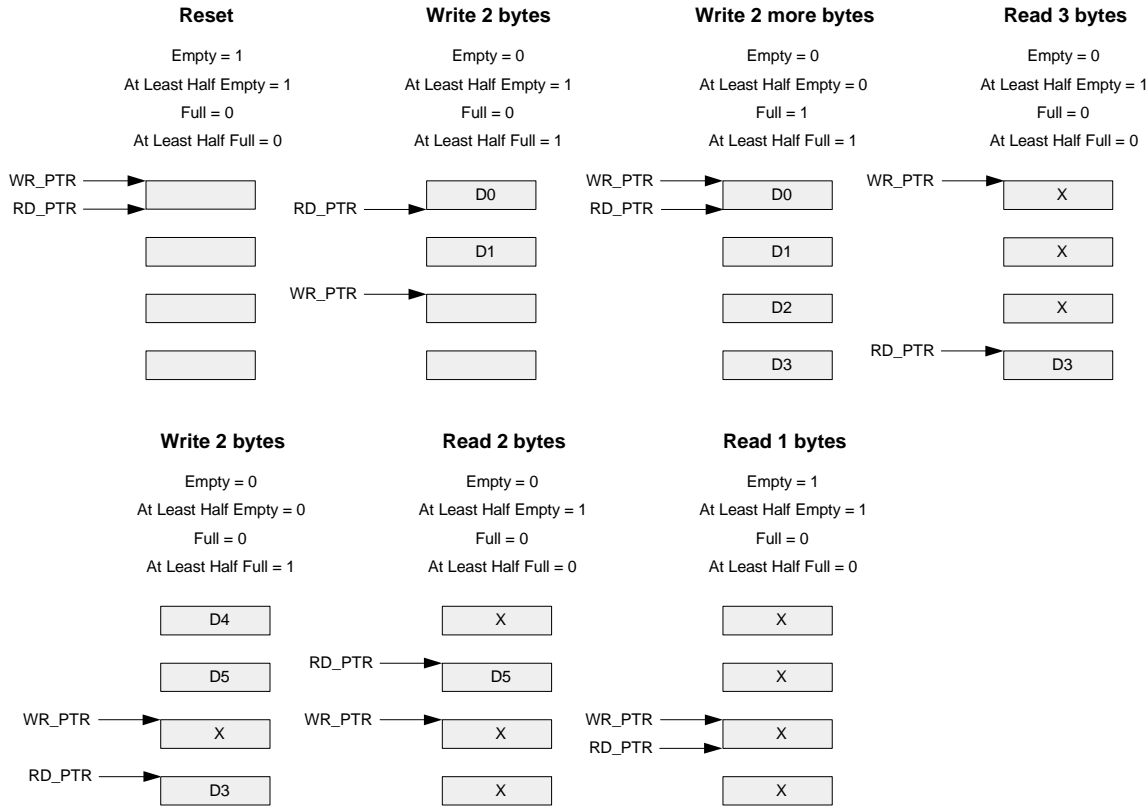 Reset
Empty = 1
At Least Half Empty = 1
Full = 0
At Least Half Full = 0
WR_PTR
RD_PTR
Write 2 bytes
Empty = 0
At Least Half Empty = 1
Full = 0
At Least Half Full = 1
D0
RD_PTR
D1
WR_PTR
Write 2 more bytes
Empty = 0
At Least Half Empty = 0
Full = 1
At Least Half Full = 1
WR_PTR
D0
RD_PTR
D1
D2
D3
Read 3 bytes
Empty = 0
At Least Half Empty = 1
Full = 0
At Least Half Full = 0
WR_PTR
X
X
X
RD_PTR
D3
Write 2 bytes
Empty = 0
At Least Half Empty = 0
Full = 0
At Least Half Full = 1
D4
D5
WR_PTR
X
RD_PTR
D3
Read 2 bytes
Empty = 0
At Least Half Empty = 1
Full = 0
At Least Half Full = 0
X
RD_PTR
D5
WR_PTR
X
X
Read 1 bytes
Empty = 1
At Least Half Empty = 1
Full = 0
At Least Half Full = 0
X
X
WR_PTR
X
RD_PTR
X